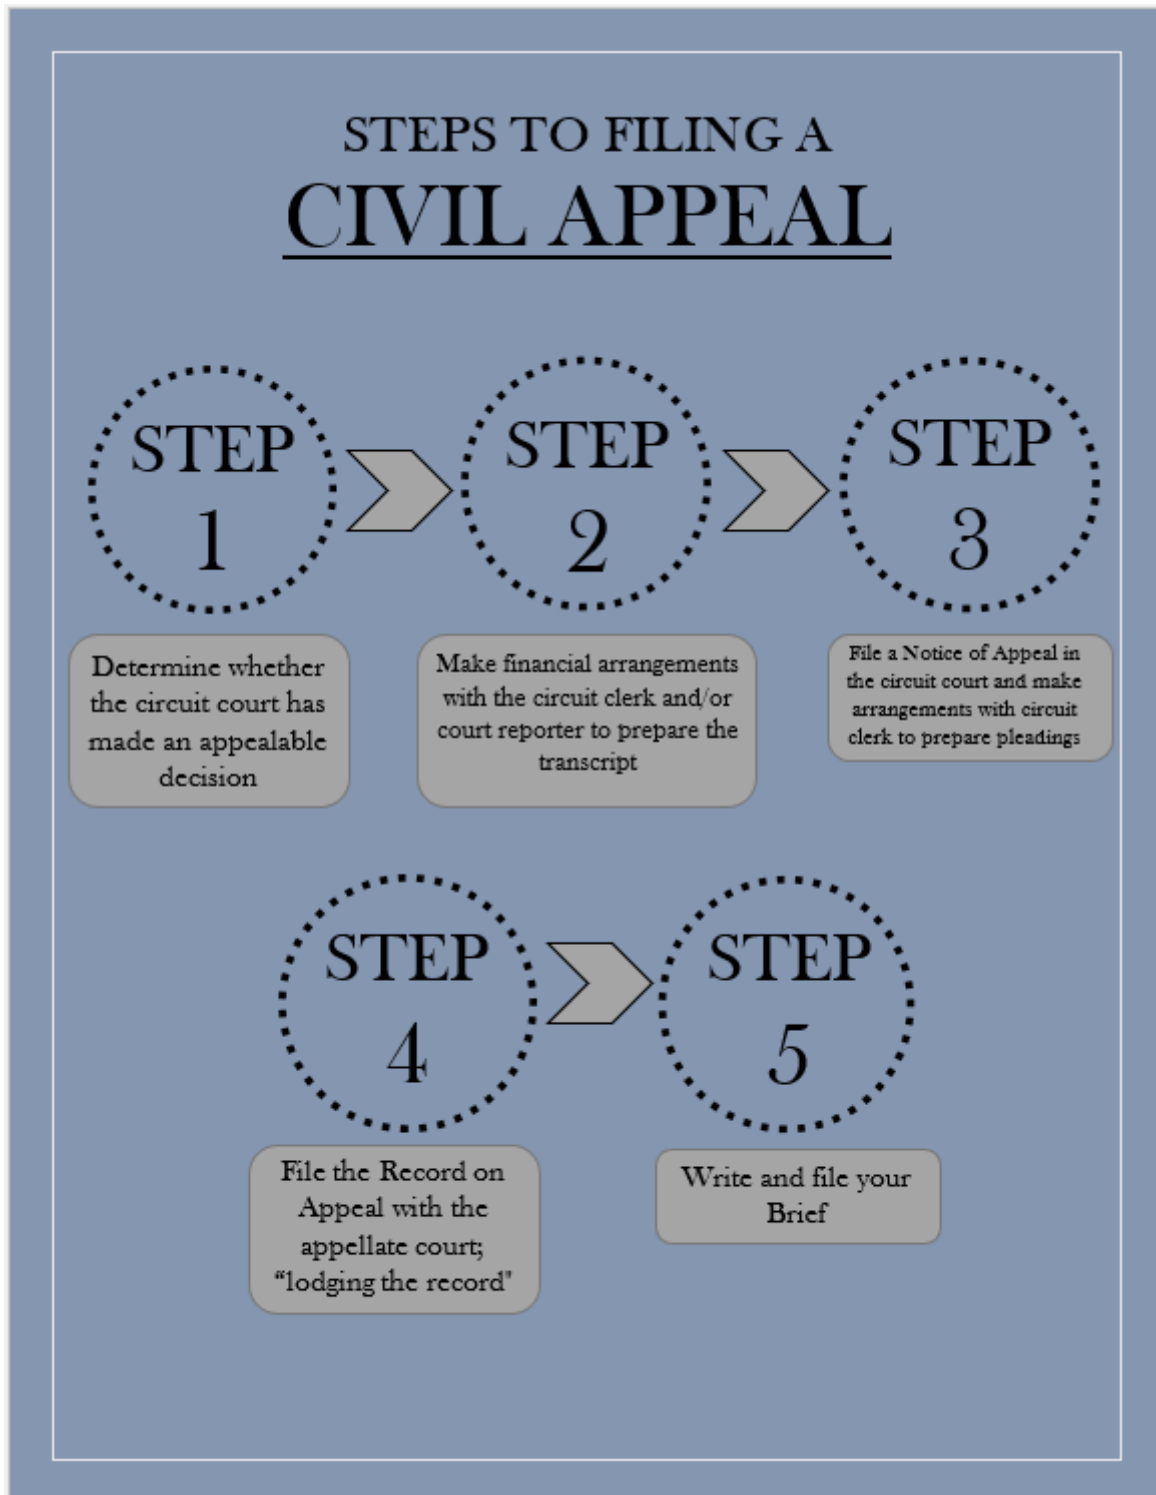 STEPS TO FILING A
CIVIL APPEAL
STEP
1
Determine whether
the circuit court has
made an appealable
decision
STEP
2
Make financial arrangements
with the circuit clerk and/or
court reporter to prepare the
transcript
STEP
3
File a Notice of Appeal in
the circuit court and make
arrangements with circuit
clerk to prepare pleadings
STEP
4
File the Record on
Appeal with the
appellate court;
“lodging the record"
STEP
5
Write and file your
Brief